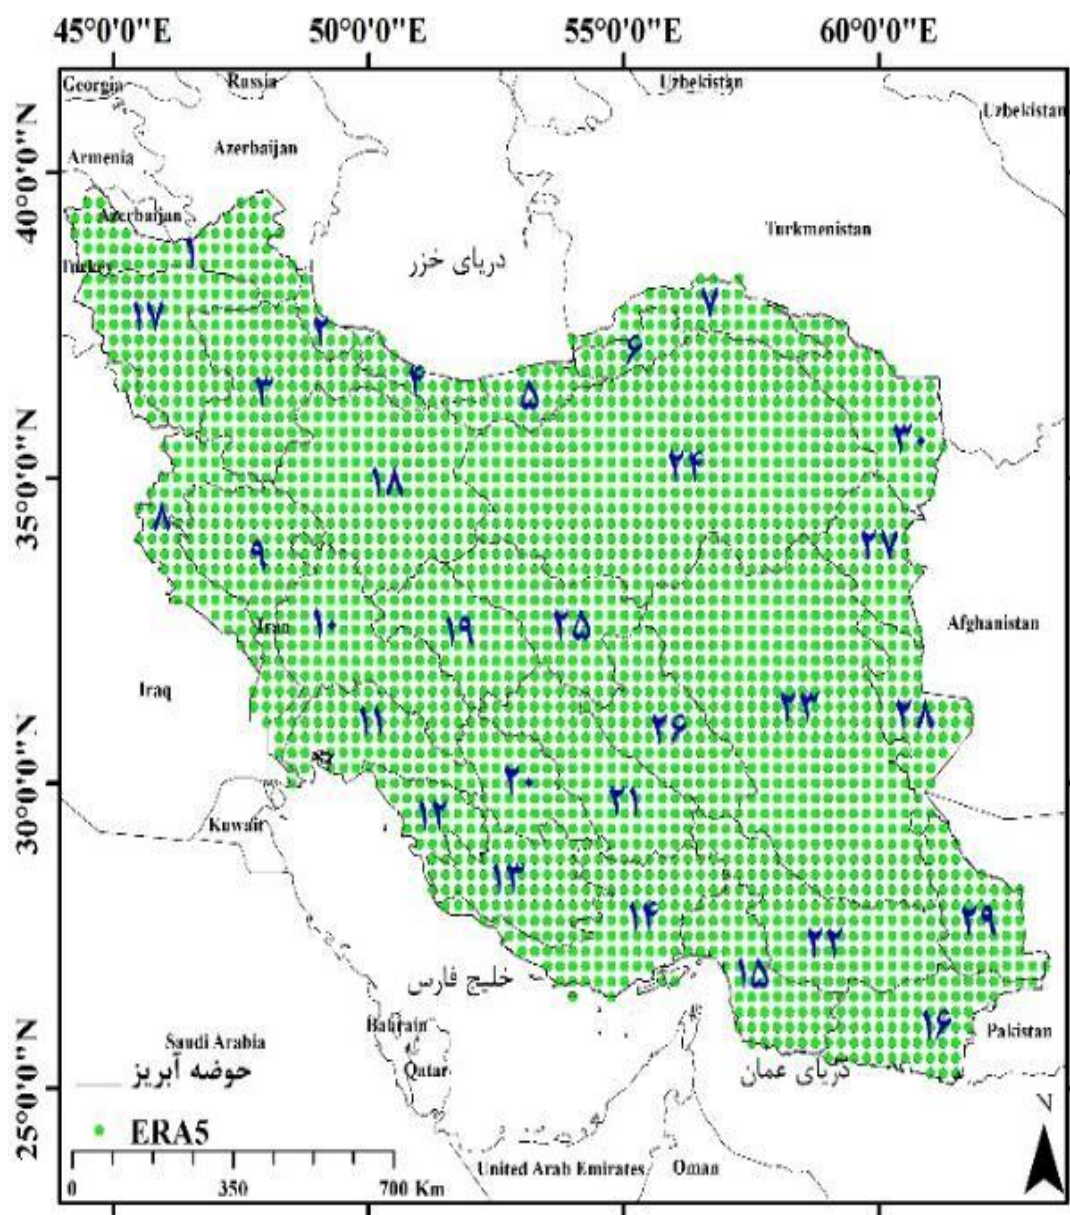 45°0'0"E 50°0'0"E 55°0'0"E 60°0'0"E
Georgia
Russia
Uzbekistan
Uzbekistan
Armenia
Azerbaijan
40°0'0"N
Azerbaijan
Turkmenistan
۱
دریای خزر
Turkey
۷
۱۷
۲
۶
۴
۳
۵
۳۰
۲۴
35°0'0"N
۱۸
۸
۹
۲۷
Iran
۱۰
۱۹
۲۵
Afghanistan
Iraq
۲۳
۲۸
۱۱
۲۶
30°0'0"N
۲۰
۲۱
Kuwait
۱۲
۱۳
۱۴
۲۹
۲۲
خلیج فارس
۱۵
Bahrain
۱۶
Pakistan
Saudi Arabia
حوضه آبریز
Qatar
دریای عمان
25°0'0"N
ERA5
N
United Arab Emirates
Oman
0 350 700 Km